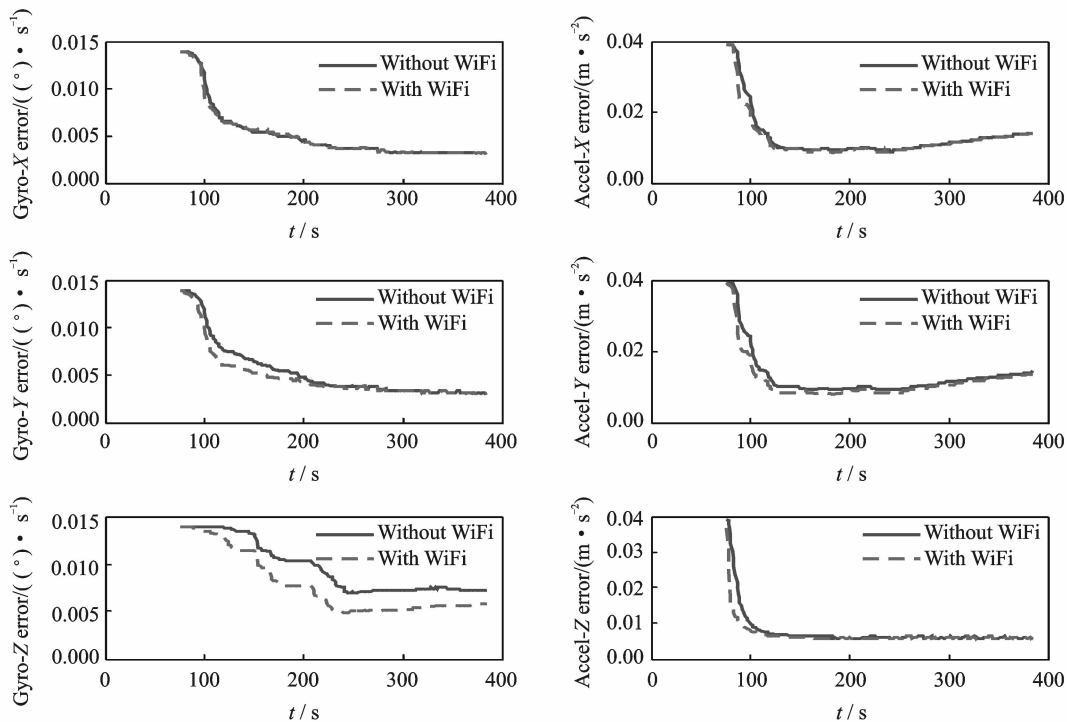 Gyro-X error/((°)·s⁻¹)
0.015
0.010
0.005
0.000
Without WiFi
With WiFi
0 100 200 300 400
t / s
Accel-X error/(m·s⁻²)
0.04
0.02
0.00
Without WiFi
With WiFi
0 100 200 300 400
t / s
Gyro-Y error/((°)·s⁻¹)
0.015
0.010
0.005
0.000
Without WiFi
With WiFi
0 100 200 300 400
t / s
Accel-Y error/(m·s⁻²)
0.04
0.02
0.00
Without WiFi
With WiFi
0 100 200 300 400
t / s
Gyro-Z error/((°)·s⁻¹)
0.015
0.010
0.005
0.000
Without WiFi
With WiFi
0 100 200 300 400
t / s
Accel-Z error/(m·s⁻²)
0.04
0.03
0.02
0.01
0.00
Without WiFi
With WiFi
0 100 200 300 400
t / s